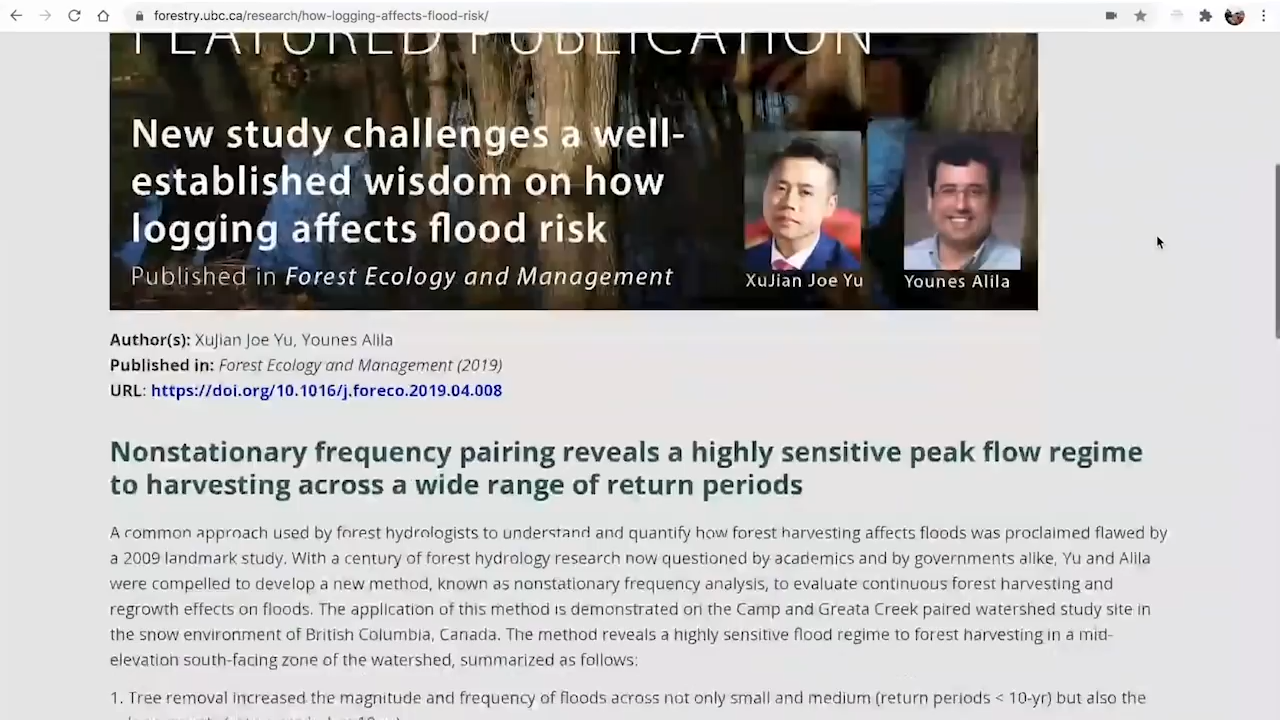 forestry.ubc.ca/research/how-logging-affects-flood-risk/
FEATURED PUBLICATION
New study challenges a well-
established wisdom on how
logging affects flood risk
Published in Forest Ecology and Management
XuJian Joe Yu
Younes Alila
Author(s): XuJian Joe Yu, Younes Alila
Published in: Forest Ecology and Management (2019)
URL: https://doi.org/10.1016/j.foreco.2019.04.008
Nonstationary frequency pairing reveals a highly sensitive peak flow regime
to harvesting across a wide range of return periods
A common approach used by forest hydrologists to understand and quantify how forest harvesting affects floods was proclaimed flawed by
a 2009 landmark study. With a century of forest hydrology research now questioned by academics and by governments alike, Yu and Alila
were compelled to develop a new method, known as nonstationary frequency analysis, to evaluate continuous forest harvesting and
regrowth effects on floods. The application of this method is demonstrated on the Camp and Greata Creek paired watershed study site in
the snow environment of British Columbia, Canada. The method reveals a highly sensitive flood regime to forest harvesting in a mid-
elevation south-facing zone of the watershed, summarized as follows:
1. Tree removal increased the magnitude and frequency of floods across not only small and medium (return periods < 10-yr) but also the